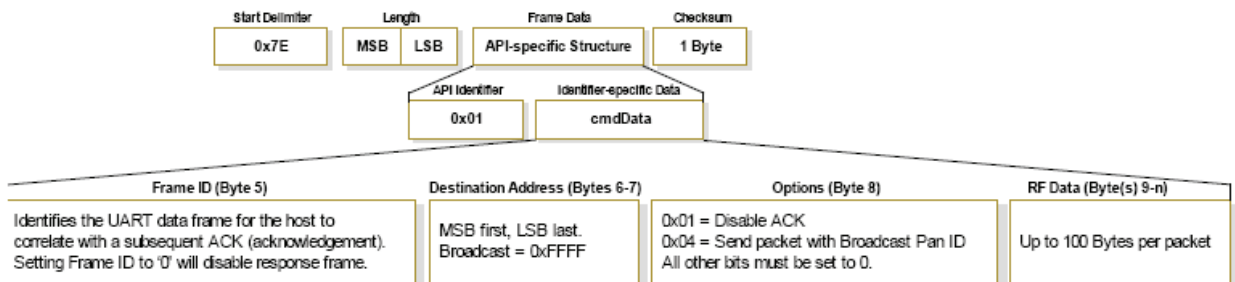 Start Delimiter Length Frame Data Checksum
0x7E MSB LSB API-specific Structure 1 Byte
API Identifier Identifier-specific Data
0x01 cmdData
Frame ID (Byte 5)
Identifies the UART data frame for the host to
correlate with a subsequent ACK (acknowledgement).
Setting Frame ID to ‘0’ will disable response frame.
Destination Address (Bytes 6-7)
MSB first, LSB last.
Broadcast = 0xFFFF
Options (Byte 8)
0x01 = Disable ACK
0x04 = Send packet with Broadcast Pan ID
All other bits must be set to 0.
RF Data (Byte(s) 9-n)
Up to 100 Bytes per packet